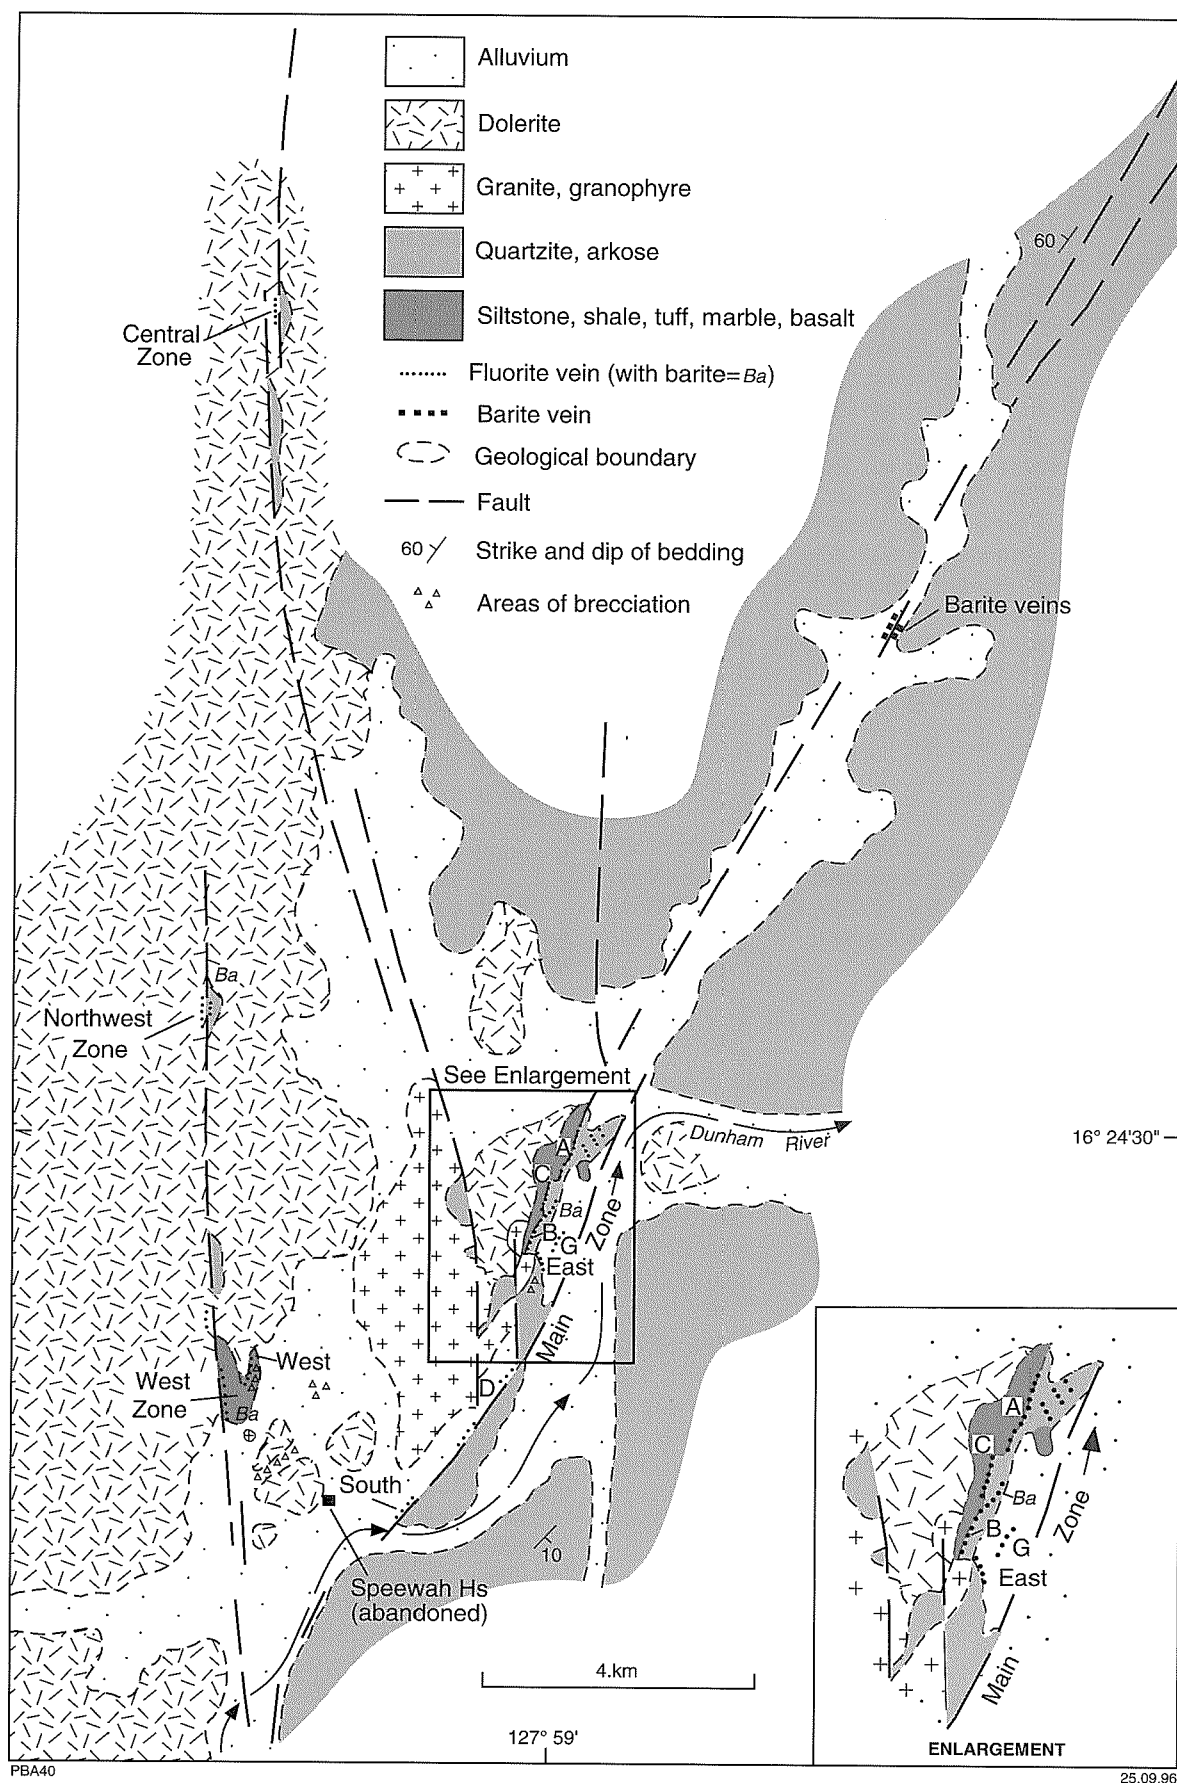 Alluvium
Dolerite
Granite, granophyre
Quartzite, arkose
Siltstone, shale, tuff, marble, basalt
Fluorite vein (with barite=Ba)
Barite vein
Geological boundary
Fault
60 Strike and dip of bedding
Areas of brecciation
60
Central
Zone
Barite veins
Ba
Northwest
Zone
See Enlargement
Dunham River
16° 24'30"
A
C
Ba
B
G
East
Main Zone
D
West
West
Zone
Ba
South
10
Speewah Hs
(abandoned)
4.km
127° 59'
A
C
Ba
B
G
East
Main Zone
ENLARGEMENT
PBA40
25.09.96